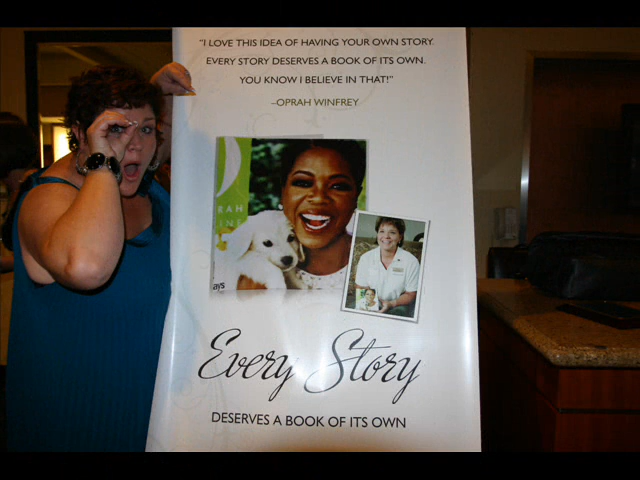 "I LOVE THIS IDEA OF HAVING YOUR OWN STORY.
EVERY STORY DESERVES A BOOK OF ITS OWN.
YOU KNOW I BELIEVE IN THAT!"
–OPRAH WINFREY
RAH
Every Story
DESERVES A BOOK OF ITS OWN